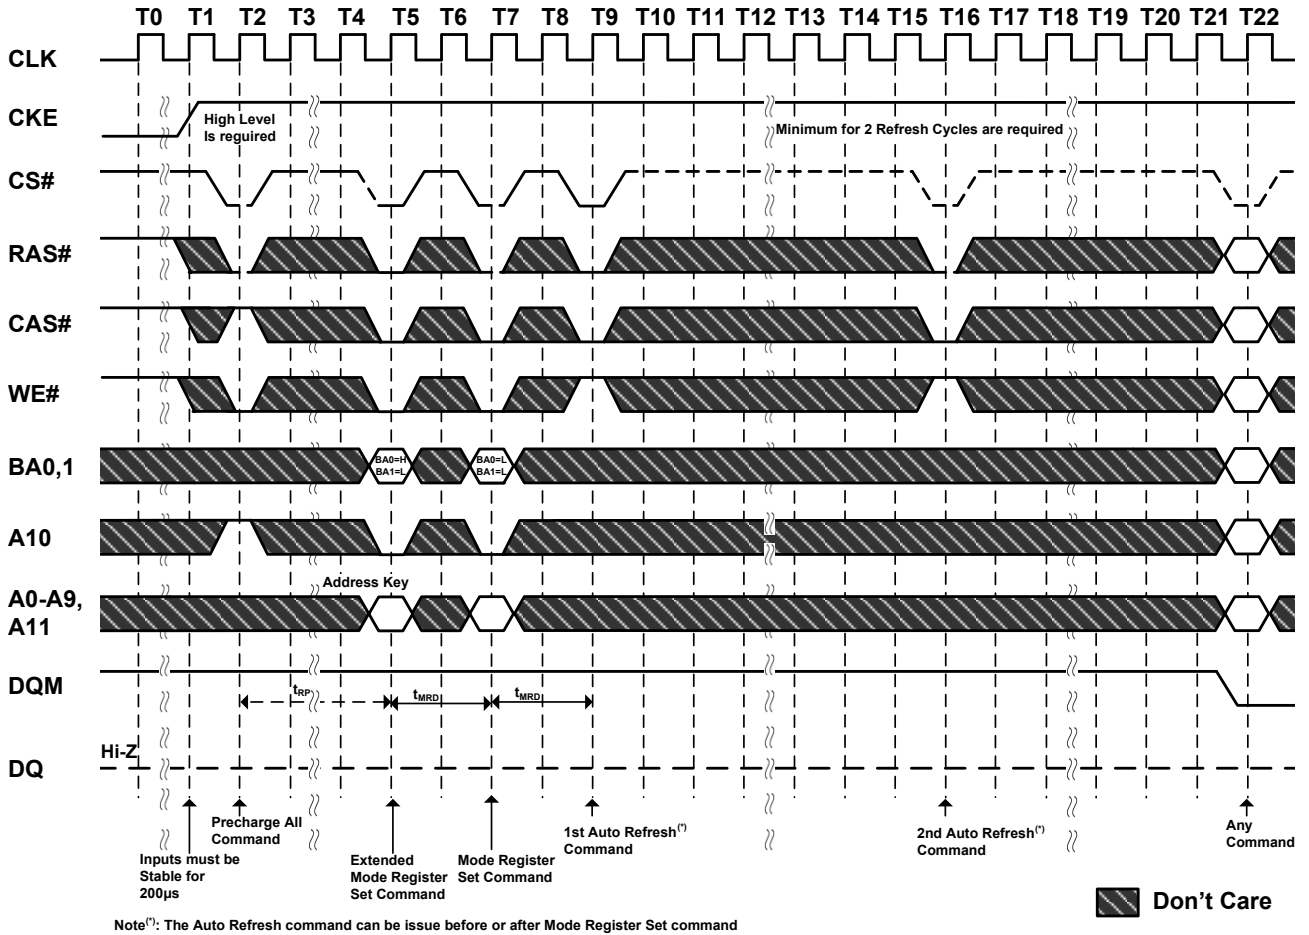 T0 T1 T2 T3 T4 T5 T6 T7 T8 T9 T10 T11 T12 T13 T14 T15 T16 T17 T18 T19 T20 T21 T22
CLK
CKE
High Level
Is reguired
Minimum for 2 Refresh Cycles are required
CS#
RAS#
CAS#
WE#
BA0,1
BA0=H
BA1=L
BA0=L
BA1=L
A10
Address Key
A0-A9,
A11
DQM
tRP
tMRD
tMRD
Hi-Z
DQ
Inputs must be
Stable for
200µs
Precharge All
Command
Extended
Mode Register
Set Command
Mode Register
Set Command
1st Auto Refresh(*)
Command
2nd Auto Refresh(*)
Command
Any
Command
Don't Care
Note(*): The Auto Refresh command can be issue before or after Mode Register Set command